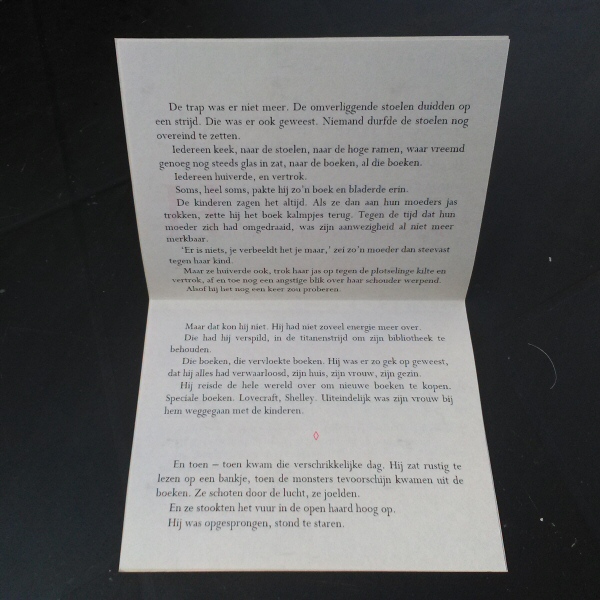 De trap was er niet meer. De omverliggende stoelen duidden op
een strijd. Die was er ook geweest. Niemand durfde de stoelen nog
overeind te zetten.
Iedereen keek, naar de stoelen, naar de hoge ramen, waar vreemd
genoeg nog steeds glas in zat, naar de boeken, al die boeken.
Iedereen huiverde, en vertrok.
Soms, heel soms, pakte hij zo'n boek en bladerde erin.
De kinderen zagen het altijd. Als ze dan aan hun moeders jas
trokken, zette hij het boek kalmpjes terug. Tegen de tijd dat hun
moeder zich had omgedraaid, was zijn aanwezigheid al niet meer
merkbaar.
'Er is niets, je verbeeldt het je maar,' zei zo'n moeder dan steevast
tegen haar kind.
Maar ze huiverde ook, trok haar jas op tegen de plotselinge kilte en
vertrok, af en toe nog een angstige blik over haar schouder werpend.
Alsof hij het nog een keer zou proberen.
Maar dat kon hij niet. Hij had niet zoveel energie meer over.
Die had hij verspild, in de titanenstrijd om zijn bibliotheek te
behouden.
Die boeken, die vervloekte boeken. Hij was er zo gek op geweest,
dat hij alles had verwaarloosd, zijn huis, zijn vrouw, zijn gezin.
Hij reisde de hele wereld over om nieuwe boeken te kopen.
Speciale boeken. Lovecraft, Shelley. Uiteindelijk was zijn vrouw bij
hem weggegaan met de kinderen.
En toen – toen kwam die verschrikkelijke dag. Hij zat rustig te
lezen op een bankje, toen de monsters tevoorschijn kwamen uit de
boeken. Ze schoten door de lucht, ze joelden.
En ze stookten het vuur in de open haard hoog op.
Hij was opgesprongen, stond te staren.